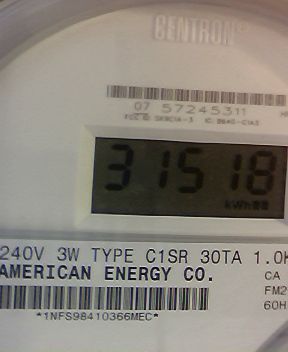 CENTRON
07 57245311
31518
kWh
240V 3W TYPE C1SR 30TA 1.0K
AMERICAN ENERGY CO.
CA
FM2
60H
*1NFS98410366MEC*